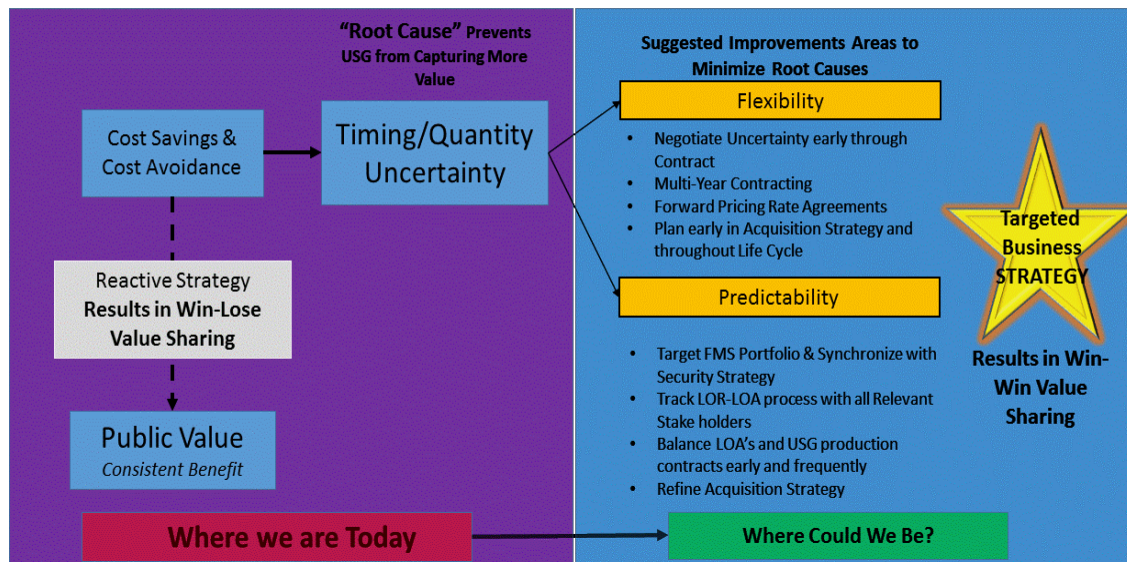 “Root Cause” Prevents
USG from Capturing More
Value
Cost Savings &
Cost Avoidance
Timing/Quantity
Uncertainty
Reactive Strategy
Results in Win-Lose
Value Sharing
Public Value
Consistent Benefit
Where we are Today
Suggested Improvements Areas to
Minimize Root Causes
Flexibility
• Negotiate Uncertainty early through
Contract
• Multi-Year Contracting
• Forward Pricing Rate Agreements
• Plan early in Acquisition Strategy and
throughout Life Cycle
Predictability
• Target FMS Portfolio & Synchronize with
Security Strategy
• Track LOR-LOA process with all Relevant
Stake holders
• Balance LOA’s and USG production
contracts early and frequently
• Refine Acquisition Strategy
Targeted
Business
STRATEGY
Results in Win-
Win Value
Sharing
Where Could We Be?